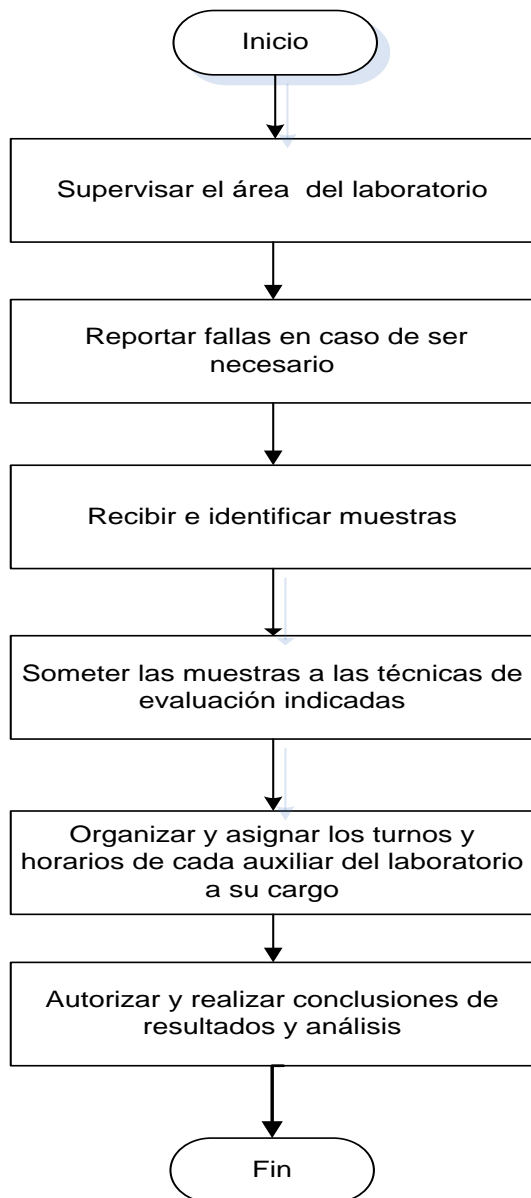 Inicio
Supervisar el área  del laboratorio
Reportar fallas en caso de ser
necesario
Recibir e identificar muestras
Someter las muestras a las técnicas de
evaluación indicadas
Organizar y asignar los turnos y
horarios de cada auxiliar del laboratorio
a su cargo
Autorizar y realizar conclusiones de
resultados y análisis
Fin